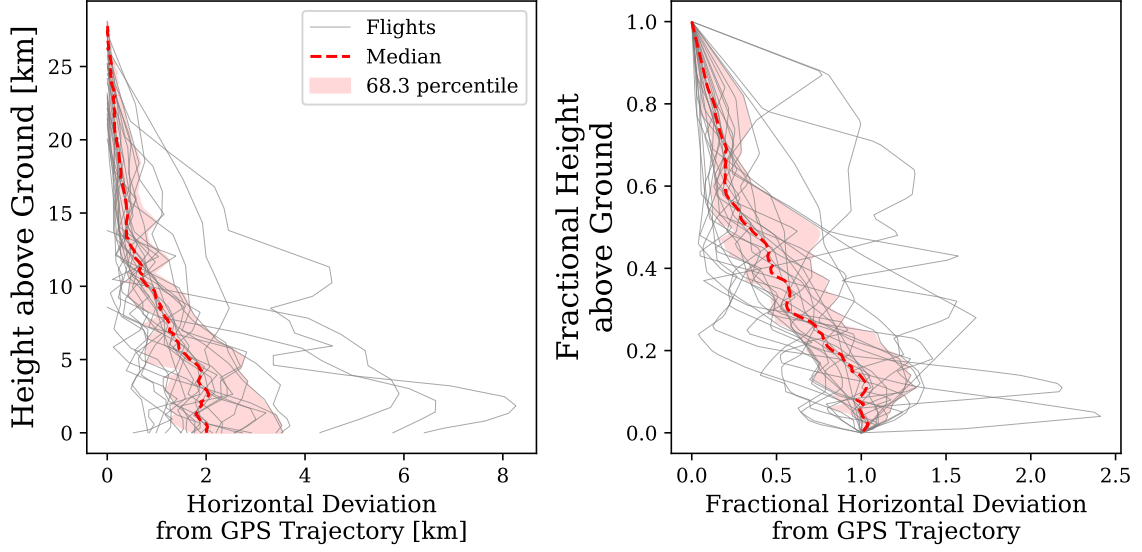 Height above Ground [km]
25
20
15
10
5
0
0
2
4
6
8
Horizontal Deviation
from GPS Trajectory [km]
Flights
Median
68.3 percentile
Fractional Height
above Ground
1.0
0.8
0.6
0.4
0.2
0.0
0.0
0.5
1.0
1.5
2.0
2.5
Fractional Horizontal Deviation
from GPS Trajectory